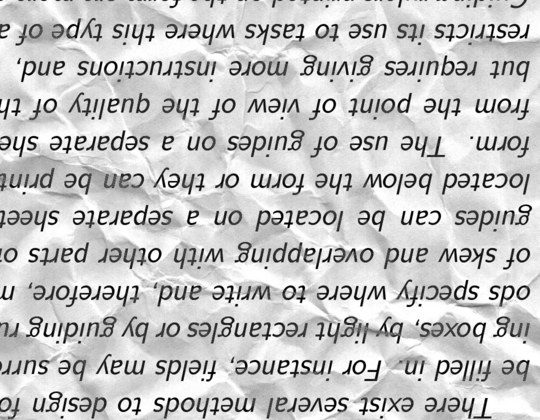 There exist several methods to design fo
be filled in. For instance, fields may be surr
ing boxes, by light rectangles or by guiding ru
ods specify where to write and, therefore, m
of skew and overlapping with other parts o
guides can be located on a separate sheet
located below the form or they can be print
form. The use of guides on a separate she
from the point of view of the quality of th
but requires giving more instructions and,
restricts its use to tasks where this type of a